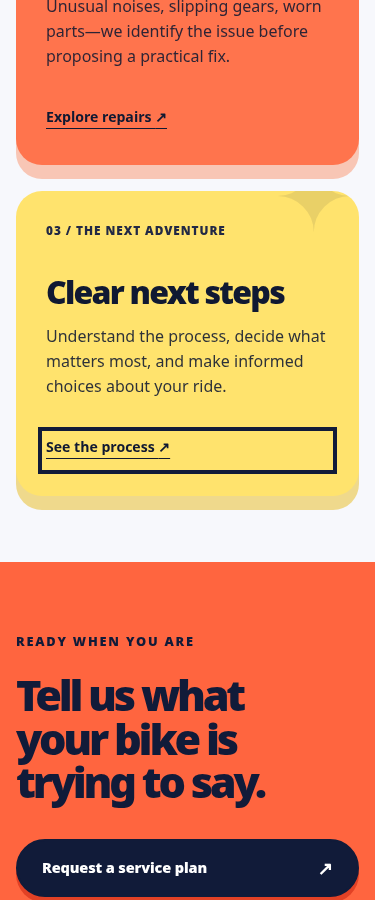 Unusual noises, slipping gears, worn
parts—we identify the issue before
proposing a practical fix.
Explore repairs ↗
03 / THE NEXT ADVENTURE
Clear next steps
Understand the process, decide what
matters most, and make informed
choices about your ride.
See the process ↗
READY WHEN YOU ARE
Tell us what
your bike is
trying to say.
Request a service plan ↗